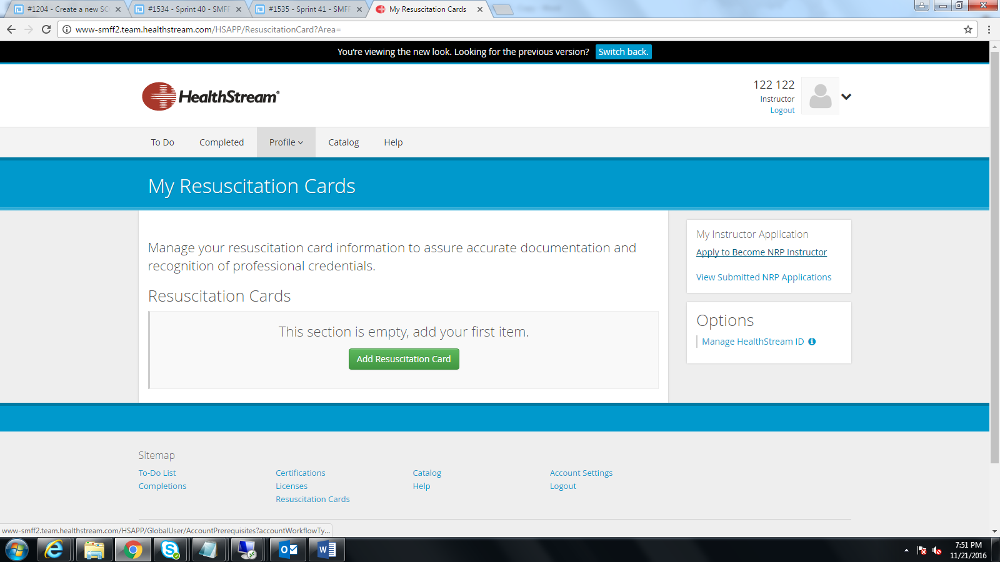 #1204 - Create a new SC
#1534 - Sprint 40 - SMFF
#1535 - Sprint 41 - SMFF
My Resuscitation Cards
www-smff2.team.healthstream.com/HSAPP/ResuscitationCard?Area=
You're viewing the new look. Looking for the previous version? Switch back.
HealthStream®
122 122
Instructor
Logout
To Do
Completed
Profile
Catalog
Help
My Resuscitation Cards
Manage your resuscitation card information to assure accurate documentation and
recognition of professional credentials.
Resuscitation Cards
This section is empty, add your first item.
Add Resuscitation Card
My Instructor Application
Apply to Become NRP Instructor
View Submitted NRP Applications
Options
Manage HealthStream ID
Sitemap
To-Do List
Completions
Certifications
Licenses
Resuscitation Cards
Catalog
Help
Account Settings
Logout
www-smff2.team.healthstream.com/HSAPP/GlobalUser/AccountPrerequisites?accountWorkflowTy...
7:51 PM
11/21/2016